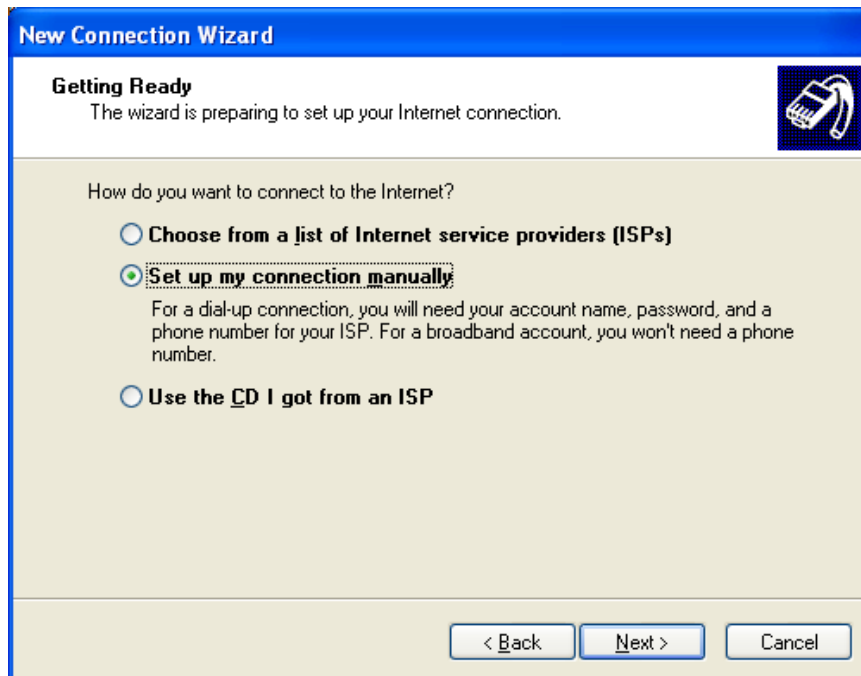 New Connection Wizard
Getting Ready
The wizard is preparing to set up your Internet connection.
How do you want to connect to the Internet?
Choose from a list of Internet service providers (ISPs)
Set up my connection manually
For a dial-up connection, you will need your account name, password, and a
phone number for your ISP. For a broadband account, you won't need a phone
number.
Use the CD I got from an ISP
< Back Next > Cancel